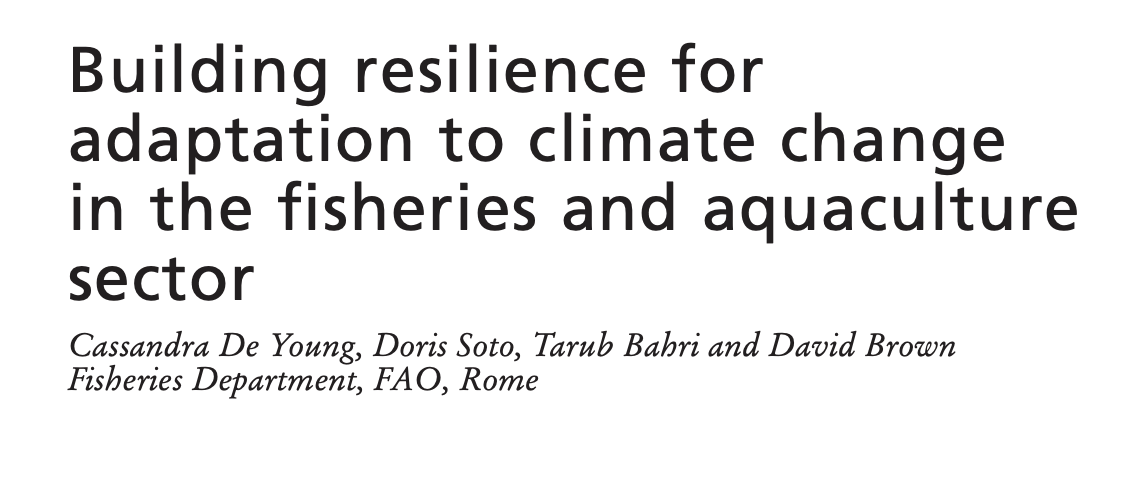 Building resilience for
adaptation to climate change
in the fisheries and aquaculture
sector
Cassandra De Young, Doris Soto, Tarub Bahri and David Brown
Fisheries Department, FAO, Rome